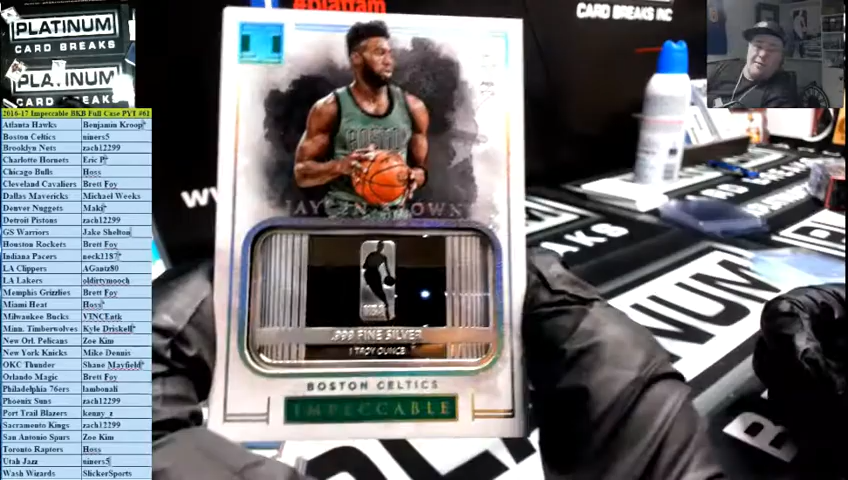 PLATINUM
CARD BREAKS
PLATINUM
CARD BREAKS
#platinum
CARD BREAKS INC
2016-17 Impeccable BKB Full Case PYT #61
Atlanta Hawks Benjamin Kroop
Boston Celtics niners5
Brooklyn Nets zach12299
Charlotte Hornets Eric P
Chicago Bulls Hoss
Cleveland Cavaliers Brett Foy
Dallas Mavericks Michael Weeks
Denver Nuggets Maki
Detroit Pistons zach12299
GS Warriors Jake Shelton
Houston Rockets Brett Foy
Indiana Pacers neck1187
LA Clippers AGantz80
LA Lakers oldirtymooch
Memphis Grizzlies Brett Foy
Miami Heat Hoss
Milwaukee Bucks VINCEatk
Minn. Timberwolves Kyle Driskell
New Orl. Pelicans Zoe Kim
New York Knicks Mike Dennis
OKC Thunder Shane Mayfield
Orlando Magic Brett Foy
Philadelphia 76ers lambonali
Phoenix Suns zach12299
Port Trail Blazers kenny_z
Sacramento Kings zach12299
San Antonio Spurs Zoe Kim
Toronto Raptors Hoss
Utah Jazz niners5
Wash Wizards SlickerSports
BOSTON
JAYLEN BROWN
NBA
.999 FINE SILVER
1 TROY OUNCE
BOSTON CELTICS
IMPECCABLE